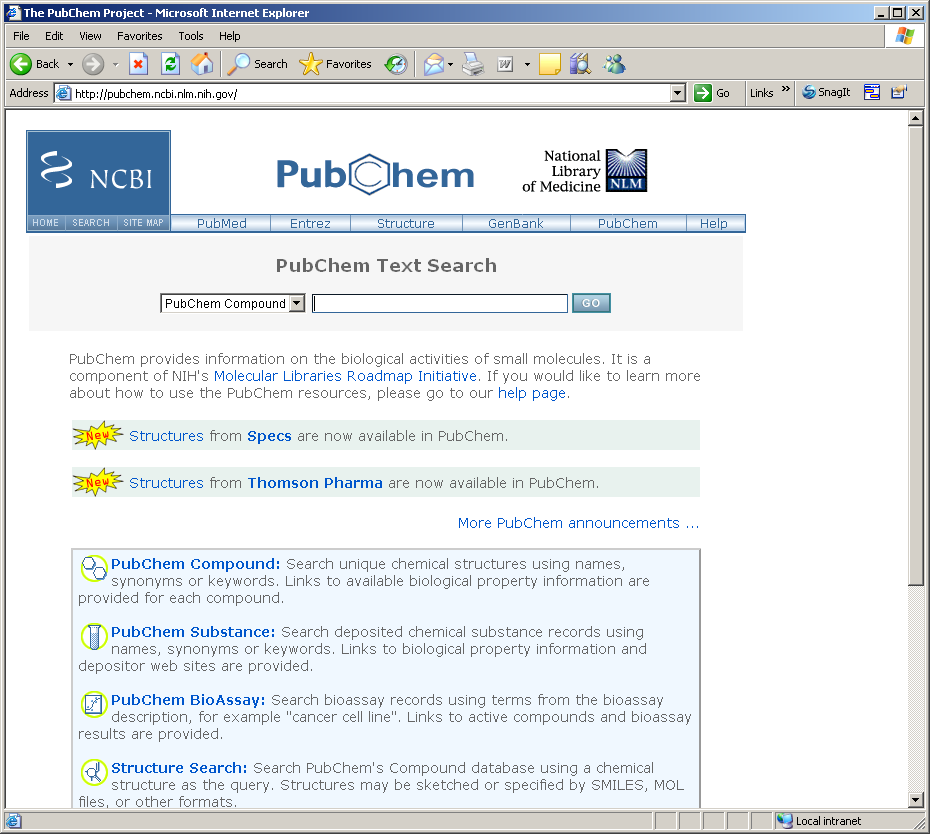 The PubChem Project - Microsoft Internet Explorer
File Edit View Favorites Tools Help
Back Search Favorites W
Address http://pubchem.ncbi.nlm.nih.gov/ Go Links » SnagIt
NCBI
PubChem
National
Library
of Medicine
NLM
HOME SEARCH SITE MAP PubMed Entrez Structure GenBank PubChem Help
PubChem Text Search
PubChem Compound GO
PubChem provides information on the biological activities of small molecules. It is a
component of NIH's Molecular Libraries Roadmap Initiative. If you would like to learn more
about how to use the PubChem resources, please go to our help page.
New Structures from Specs are now available in PubChem.
New Structures from Thomson Pharma are now available in PubChem.
More PubChem announcements ...
PubChem Compound: Search unique chemical structures using names,
synonyms or keywords. Links to available biological property information are
provided for each compound.
PubChem Substance: Search deposited chemical substance records using
names, synonyms or keywords. Links to biological property information and
depositor web sites are provided.
PubChem BioAssay: Search bioassay records using terms from the bioassay
description, for example "cancer cell line". Links to active compounds and bioassay
results are provided.
Structure Search: Search PubChem's Compound database using a chemical
structure as the query. Structures may be sketched or specified by SMILES, MOL
files, or other formats.
Local intranet